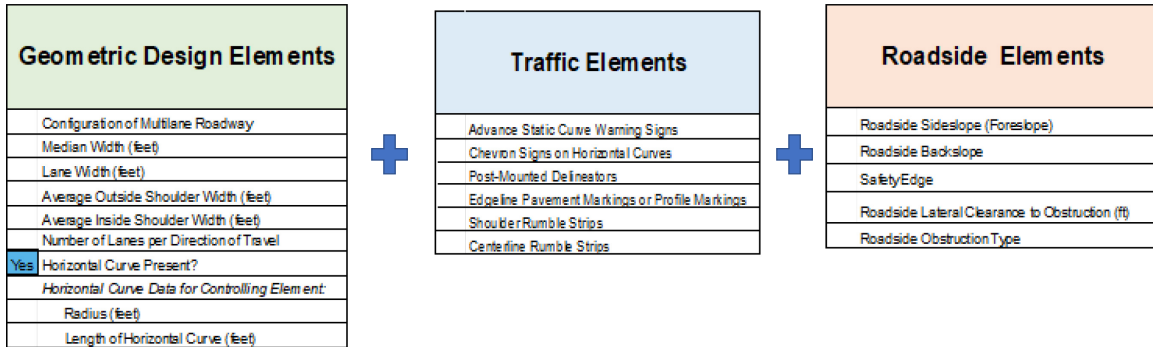 Geometric Design Elements
Configuration of Multilane Roadway
Median Width (feet)
Lane Width (feet)
Average Outside Shoulder Width (feet)
Average Inside Shoulder Width (feet)
Number of Lanes per Direction of Travel
Yes Horizontal Curve Present?
Horizontal Curve Data for Controlling Element:
Radius (feet)
Length of Horizontal Curve (feet)
Traffic Elements
Advance Static Curve Warning Signs
Chevron Signs on Horizontal Curves
Post-Mounted Delineators
Edgeline Pavement Markings or Profile Markings
Shoulder Rumble Strips
Centerline Rumble Strips
Roadside Elements
Roadside Sideslope (Foreslope)
Roadside Backslope
SafetyEdge
Roadside Lateral Clearance to Obstruction (ft)
Roadside Obstruction Type